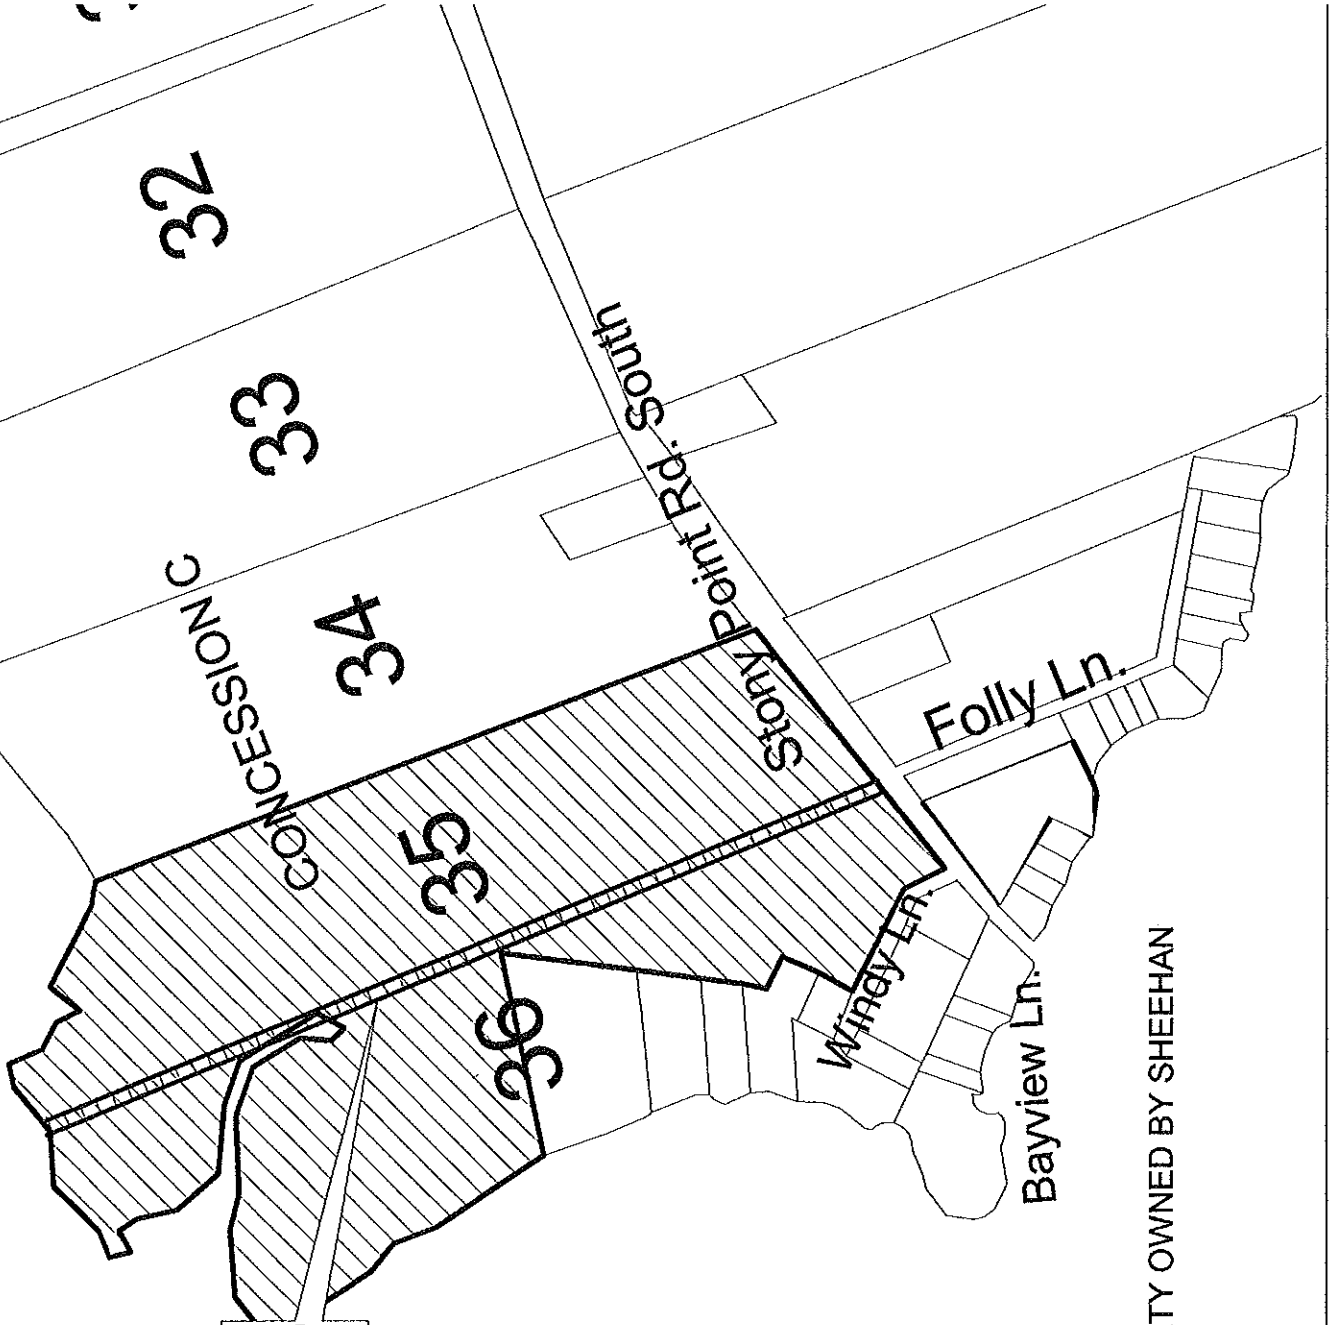 32
33
34
CONCESSION C
35
36
Stony Point Rd. South
Folly Ln.
Windy Ln.
Bayview Ln.
TY OWNED BY SHEEHAN